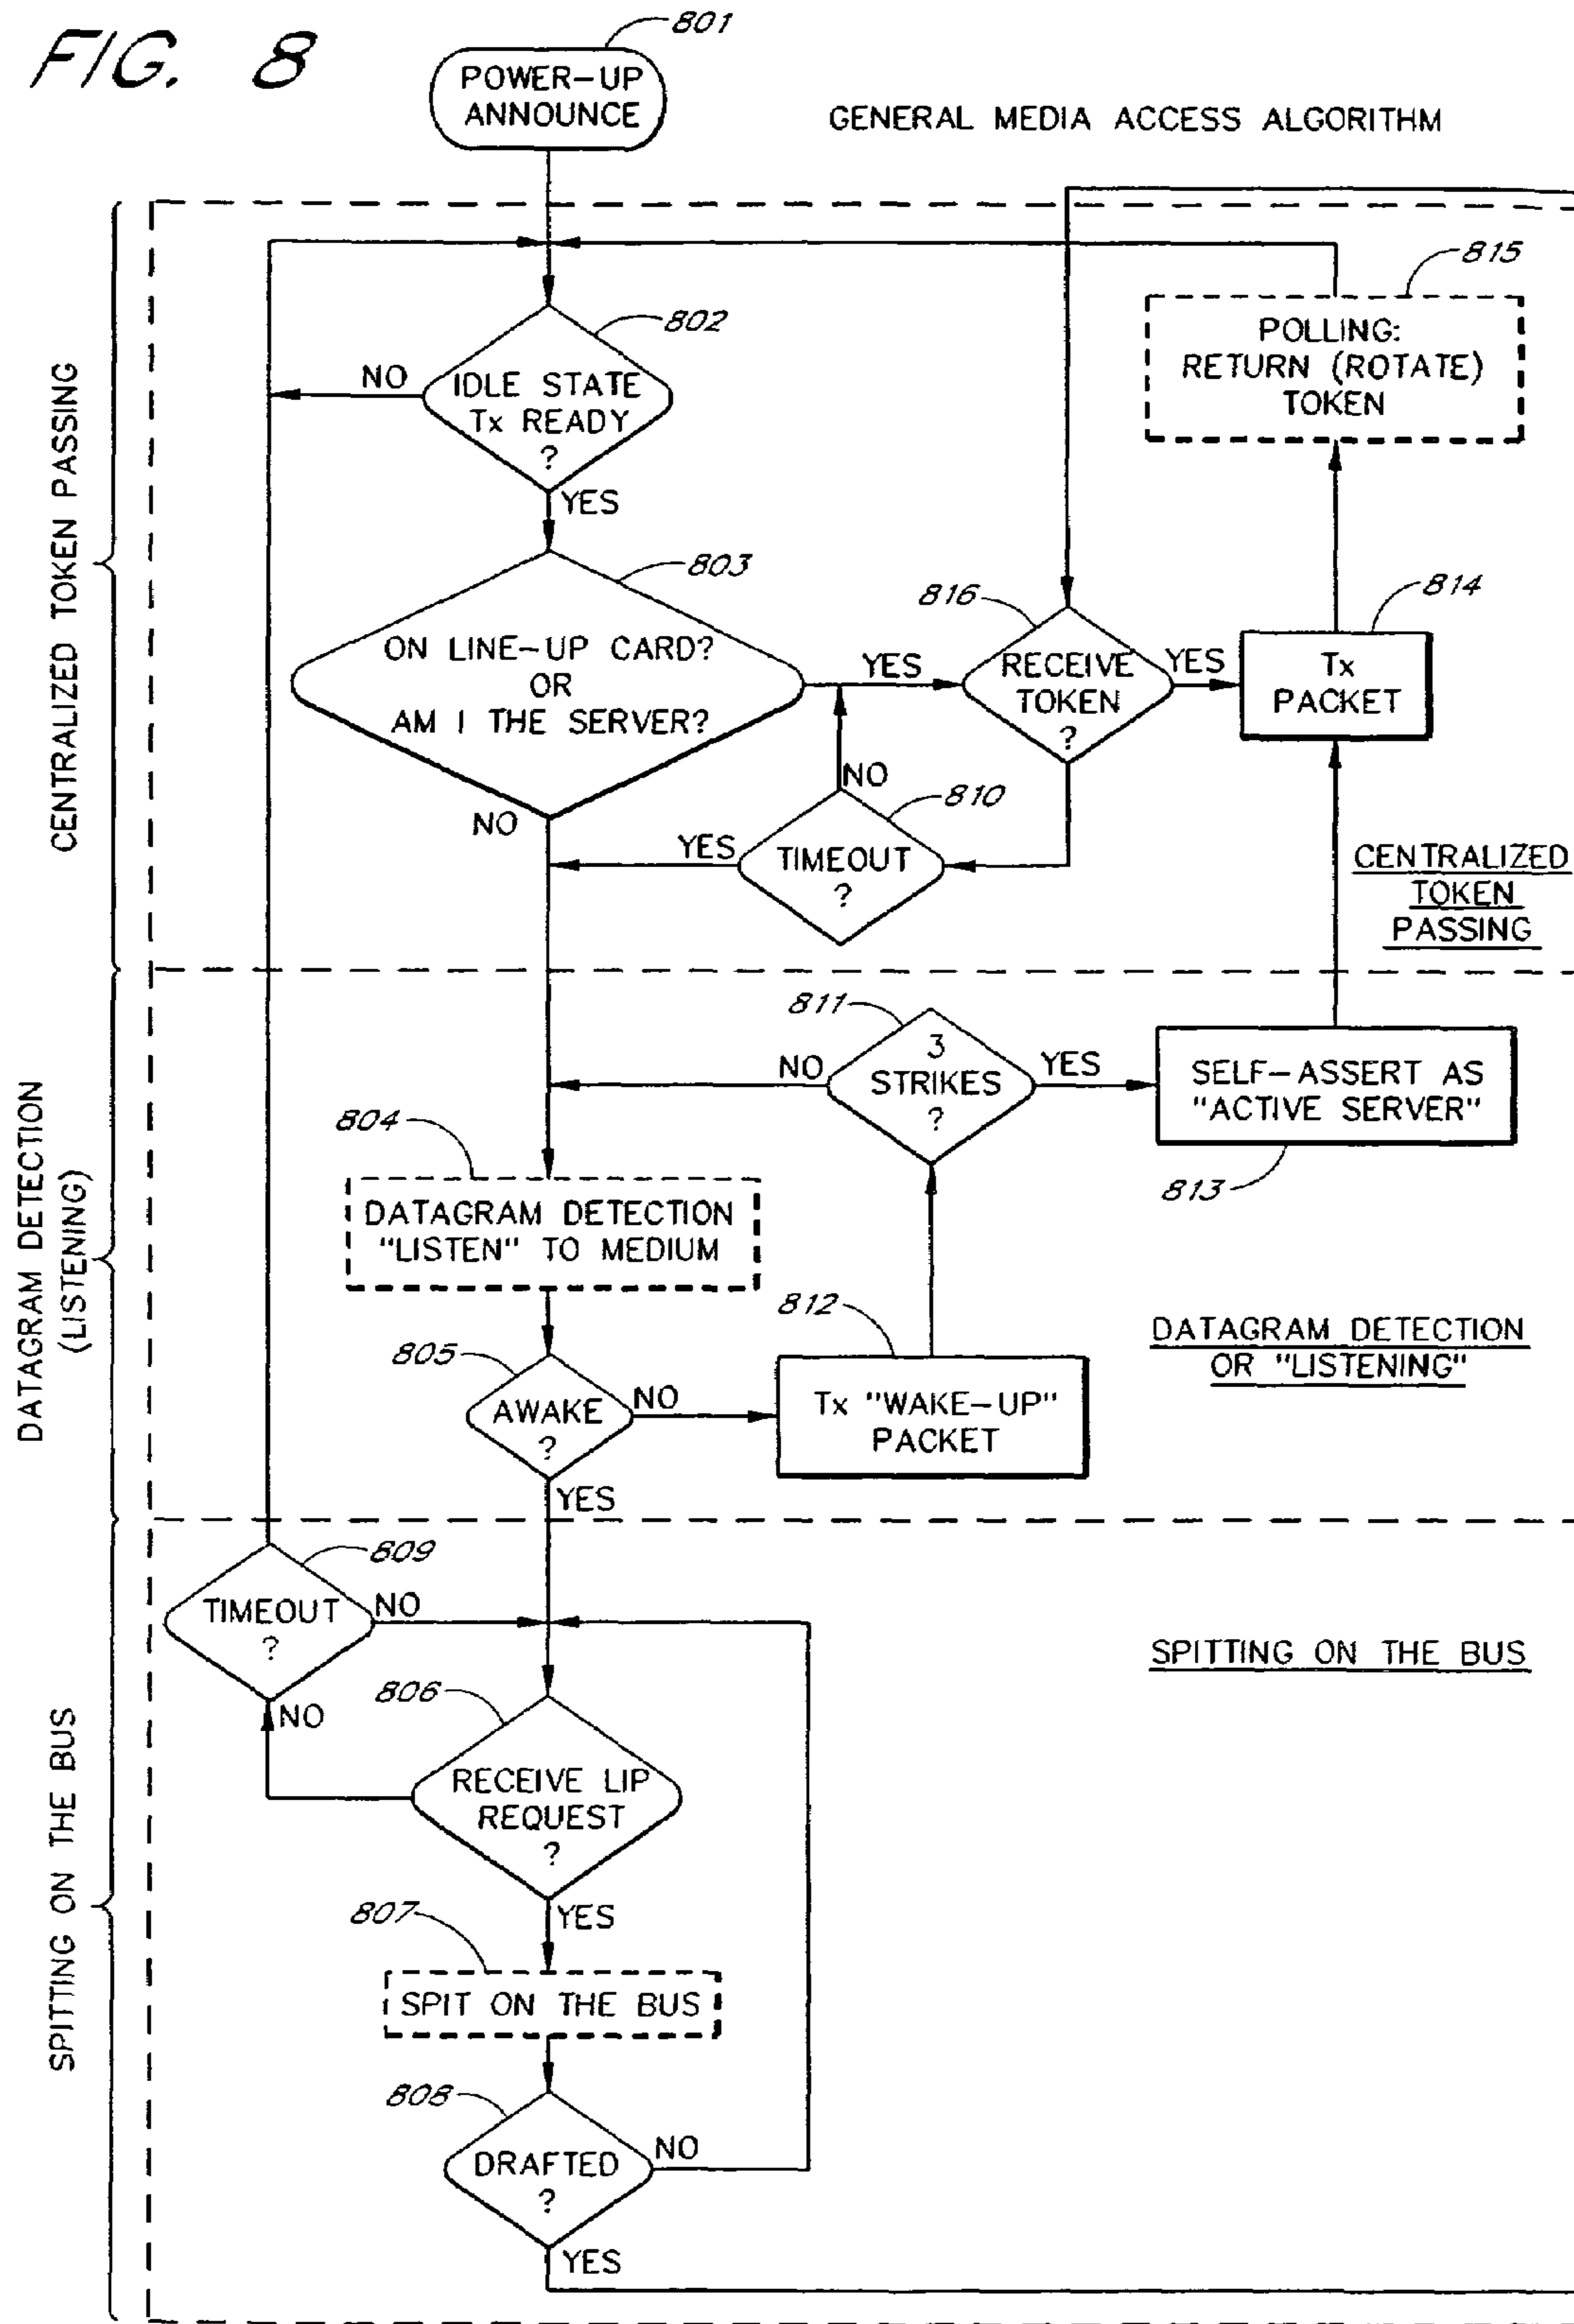 FIG. 8
801
POWER-UP
ANNOUNCE
GENERAL MEDIA ACCESS ALGORITHM
CENTRALIZED TOKEN PASSING
802
IDLE STATE
Tx READY
?
NO
YES
815
POLLING:
RETURN (ROTATE)
TOKEN
803
ON LINE-UP CARD?
OR
AM I THE SERVER?
YES
NO
816
RECEIVE
TOKEN
?
YES
814
Tx
PACKET
NO
810
TIMEOUT
?
YES
CENTRALIZED
TOKEN
PASSING
DATAGRAM DETECTION
(LISTENING)
811
3
STRIKES
?
NO
YES
SELF-ASSERT AS
"ACTIVE SERVER"
813
804
DATAGRAM DETECTION
"LISTEN" TO MEDIUM
812
Tx "WAKE-UP"
PACKET
805
AWAKE
?
NO
YES
DATAGRAM DETECTION
OR "LISTENING"
SPITTING ON THE BUS
809
TIMEOUT
?
NO
NO
SPITTING ON THE BUS
806
RECEIVE LIP
REQUEST
?
YES
807
SPIT ON THE BUS
808
DRAFTED
?
NO
YES